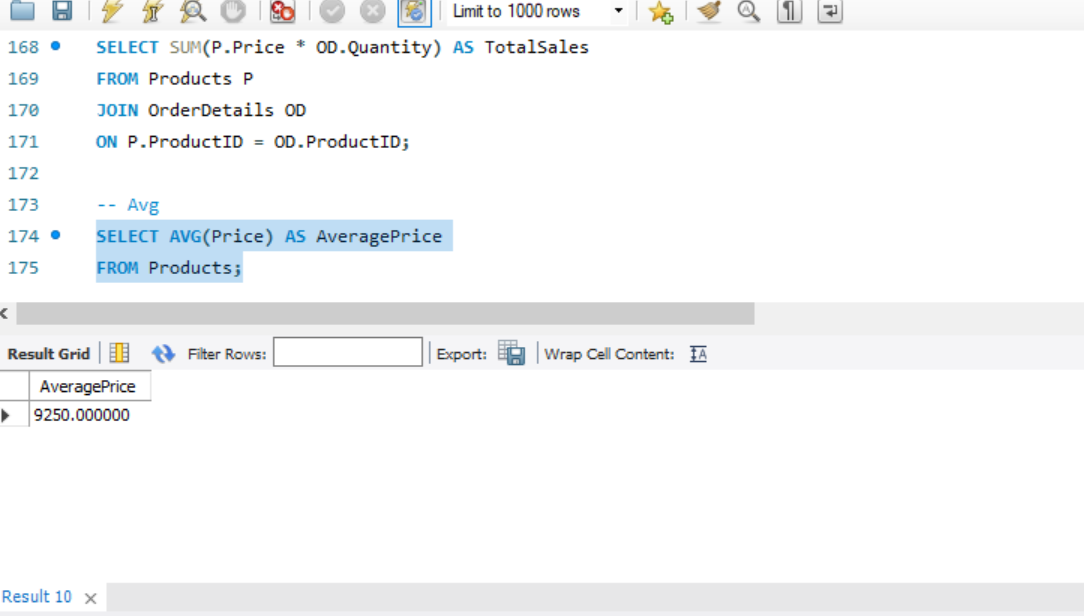 Limit to 1000 rows
168 SELECT SUM(P.Price * OD.Quantity) AS TotalSales
169 FROM Products P
170 JOIN OrderDetails OD
171 ON P.ProductID = OD.ProductID;
172
173 -- Avg
174 SELECT AVG(Price) AS AveragePrice
175 FROM Products;
Result Grid Filter Rows: Export: Wrap Cell Content:
AveragePrice
9250.000000
Result 10